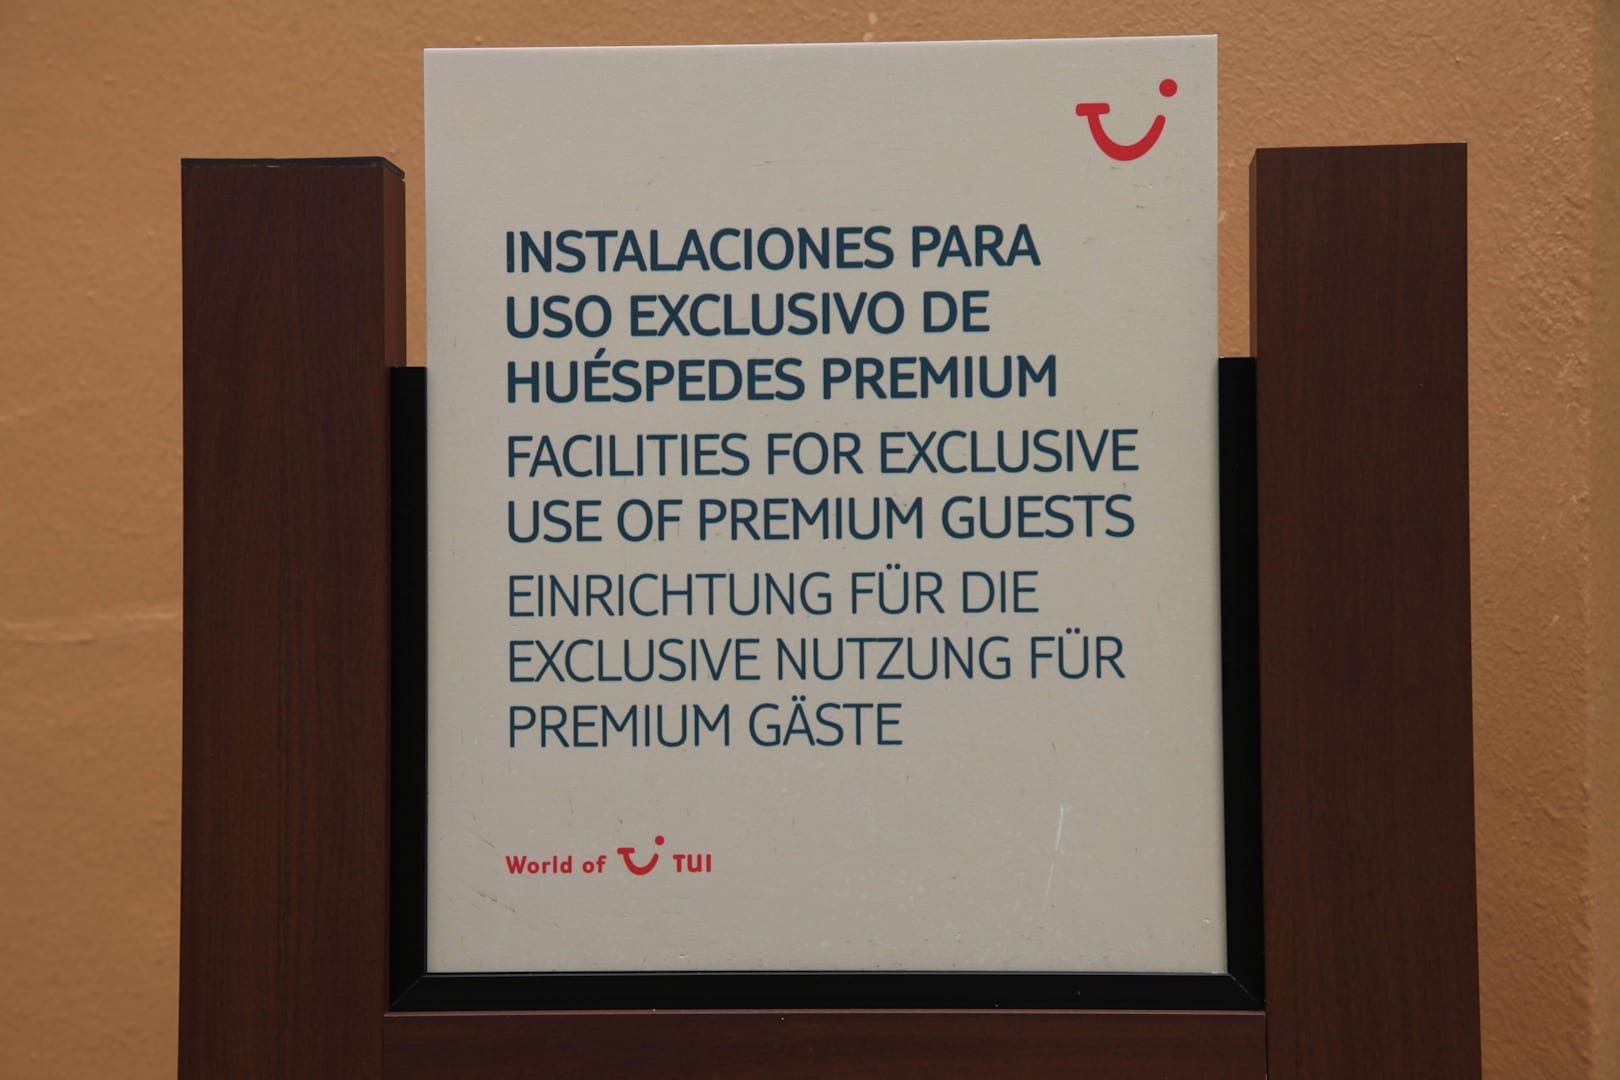 INSTALACIONES PARA
USO EXCLUSIVO DE
HUÉSPEDES PREMIUM
FACILITIES FOR EXCLUSIVE
USE OF PREMIUM GUESTS
EINRICHTUNG FÜR DIE
EXCLUSIVE NUTZUNG FÜR
PREMIUM GÄSTE
World of TUI